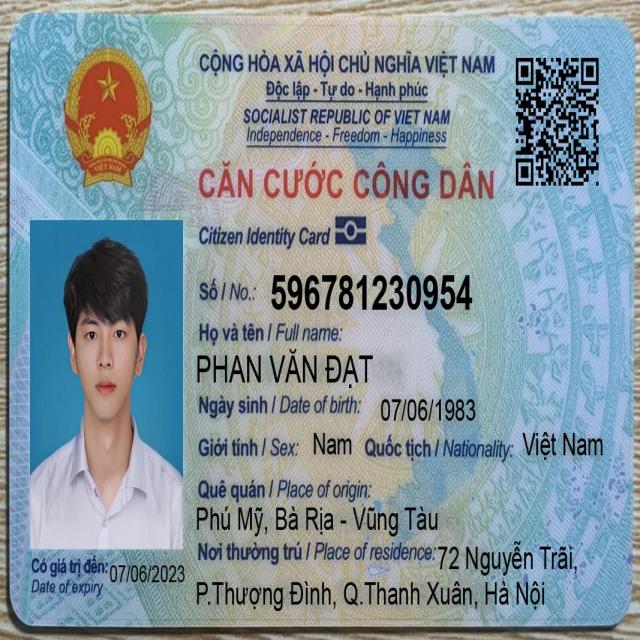 CỘNG HÒA XÃ HỘI CHỦ NGHĨA VIỆT NAM
Độc lập - Tự do - Hạnh phúc
SOCIALIST REPUBLIC OF VIET NAM
Independence - Freedom - Happiness
CĂN CƯỚC CÔNG DÂN
Citizen Identity Card
Số / No.: 596781230954
Họ và tên / Full name:
PHAN VĂN ĐẠT
Ngày sinh / Date of birth: 07/06/1983
Giới tính / Sex: Nam Quốc tịch / Nationality: Việt Nam
Quê quán / Place of origin:
Phú Mỹ, Bà Rịa - Vũng Tàu
Nơi thường trú / Place of residence: 72 Nguyễn Trãi,
P.Thượng Đình, Q.Thanh Xuân, Hà Nội
Có giá trị đến: 07/06/2023
Date of expiry
VIỆT NAM